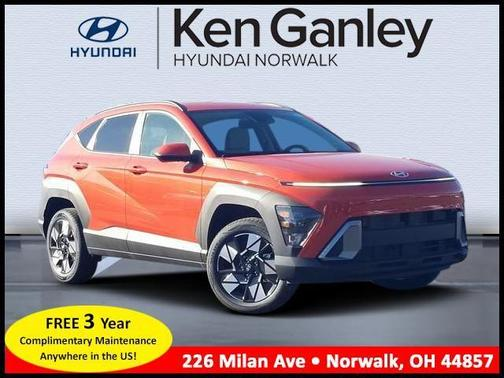 HYUNDAI
Ken Ganley
HYUNDAI NORWALK
FREE 3 Year
Complimentary Maintenance
Anywhere in the US!
226 Milan Ave • Norwalk, OH 44857